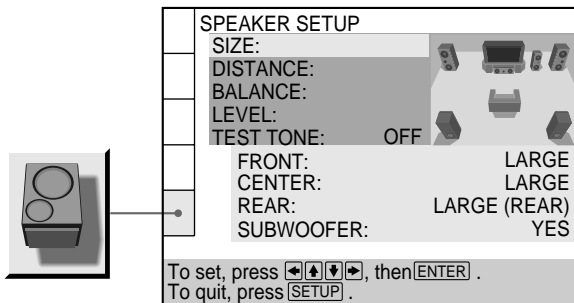 SPEAKER SETUP
SIZE:
DISTANCE:
BALANCE:
LEVEL:
TEST TONE: OFF
FRONT: LARGE
CENTER: LARGE
REAR: LARGE (REAR)
SUBWOOFER: YES
To set, press ←↑↓→, then ENTER .
To quit, press SETUP .